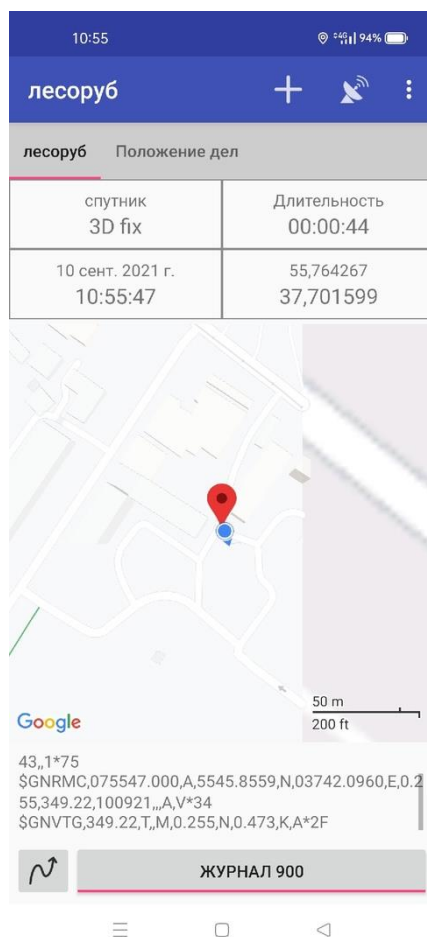 10:55
4G 94%
лесоруб
лесоруб Положение дел
спутник
3D fix
Длительность
00:00:44
10 сент. 2021 г.
10:55:47
55,764267
37,701599
50 m
200 ft
Google
43,,1*75
$GNRMC,075547.000,A,5545.8559,N,03742.0960,E,0.2
55,349.22,100921,,,A,V*34
$GNVTG,349.22,T,,M,0.255,N,0.473,K,A*2F
ЖУРНАЛ 900